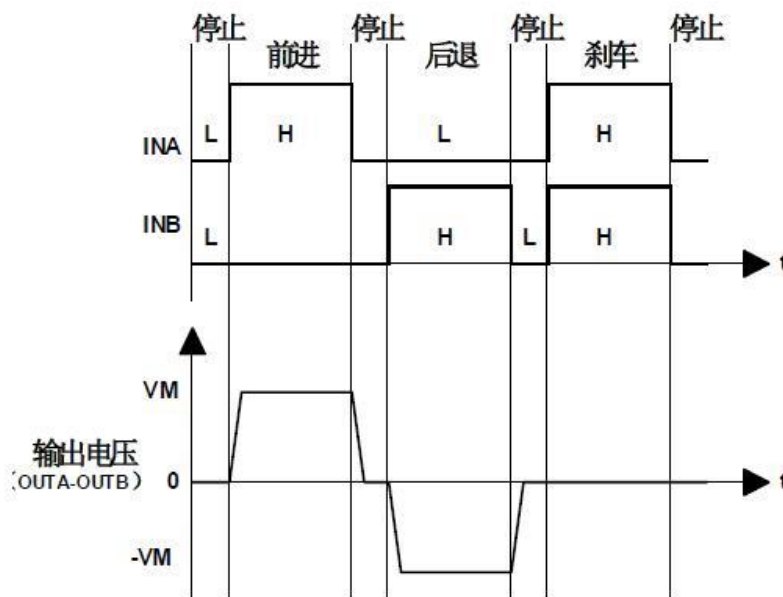 停止 停止 停止 停止
前进 后退 刹车
L H L H
INA
INB
L H L H
t
VM
输出电压
（OUTA-OUTB） 0 t
-VM